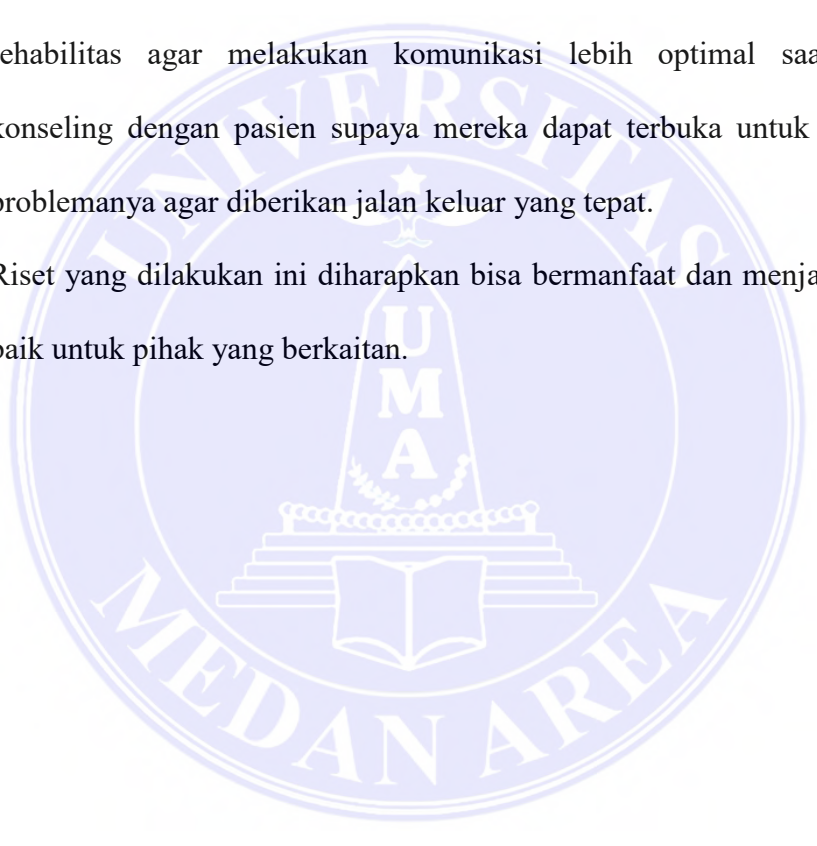 rehabilitas agar melakukan komunikasi lebih optimal saa
konseling dengan pasien supaya mereka dapat terbuka untuk
problemanya agar diberikan jalan keluar yang tepat.
Riset yang dilakukan ini diharapkan bisa bermanfaat dan menja
baik untuk pihak yang berkaitan.
UNIVERSITAS
U
M
A
MEDAN AREA